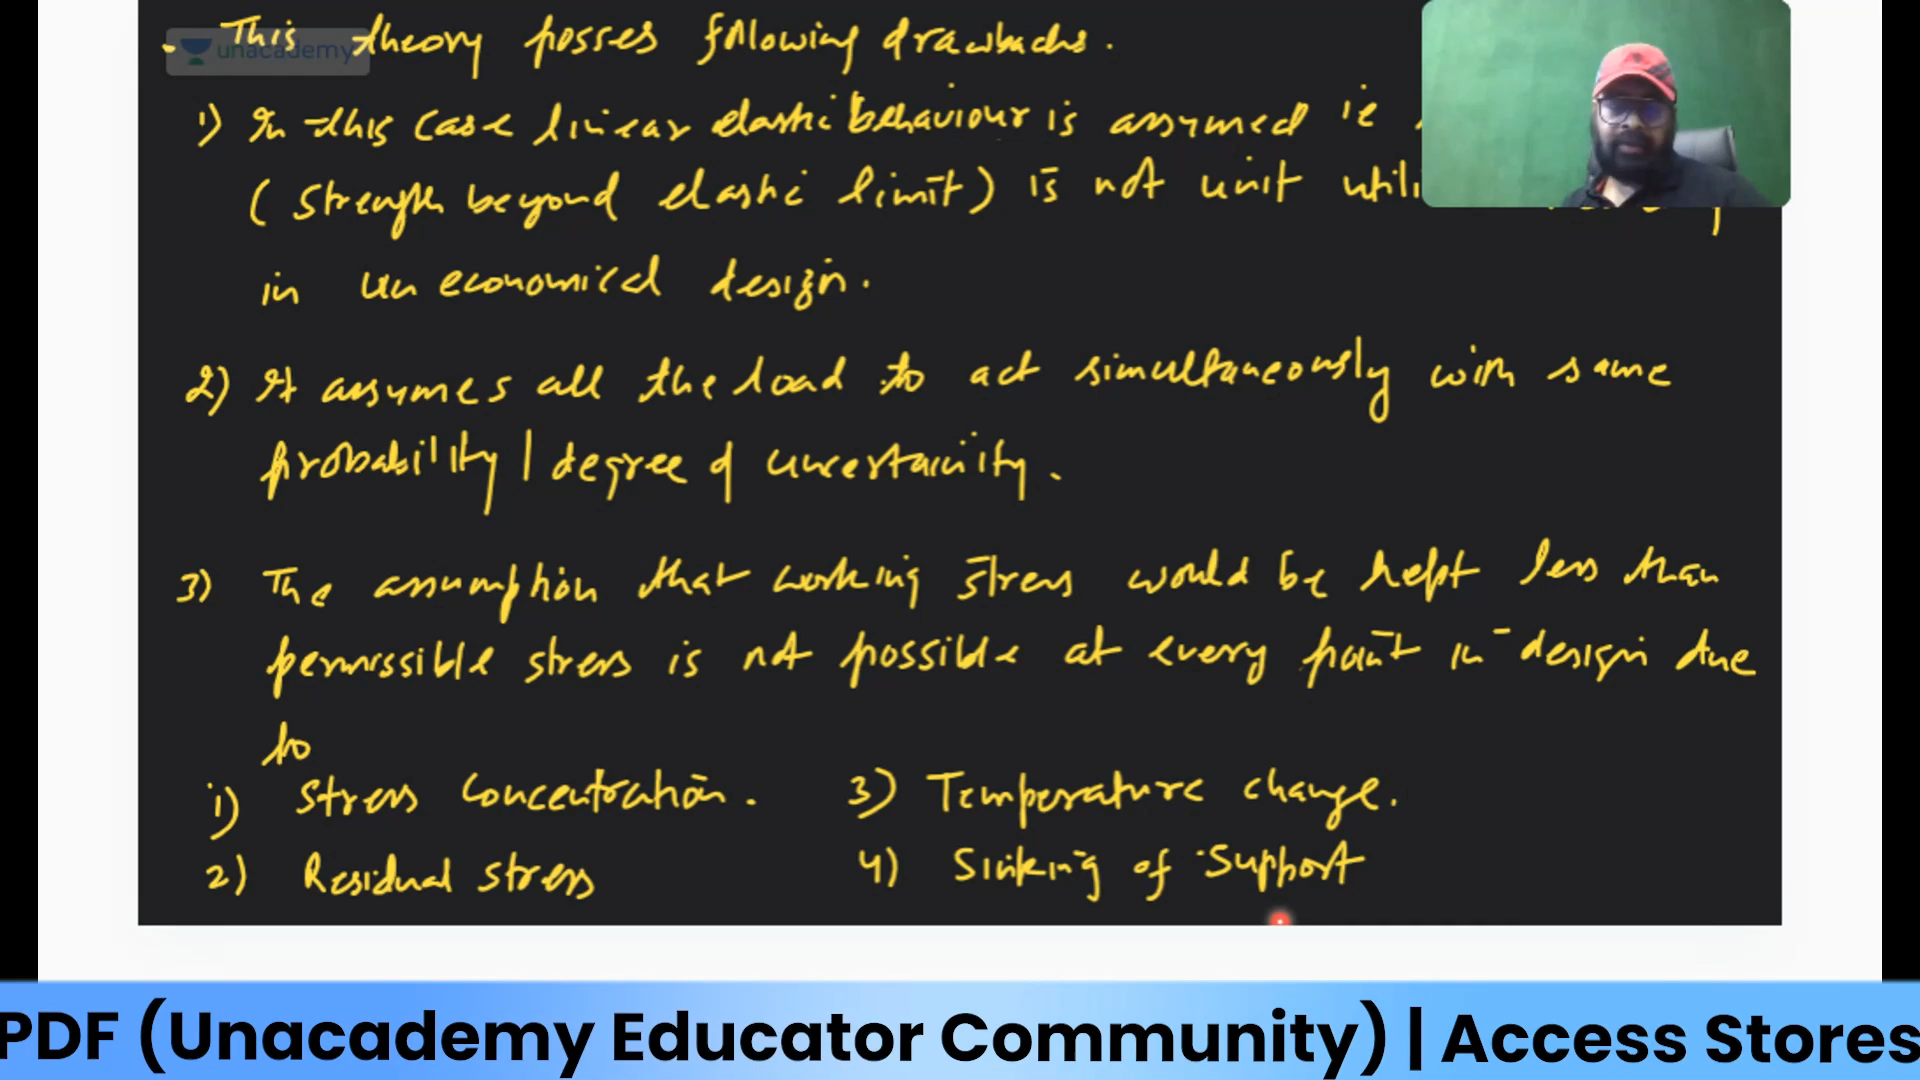 - This theory posses following drawbacks.
unacademy
1) In this case linear elastic behaviour is assumed ie
(strength beyond elastic limit) is not unit utili
in uneconomical design.
2) It assumes all the load to act simultaneously with same
probability / degree of uncertainity.
3) The assumption that working stress would be kept less than
permissible stress is not possible at every point in design due
to
1) Stress Concentration.
2) Residual stress
3) Temperature change.
4) Sinking of Support
PDF (Unacademy Educator Community) | Access Stores